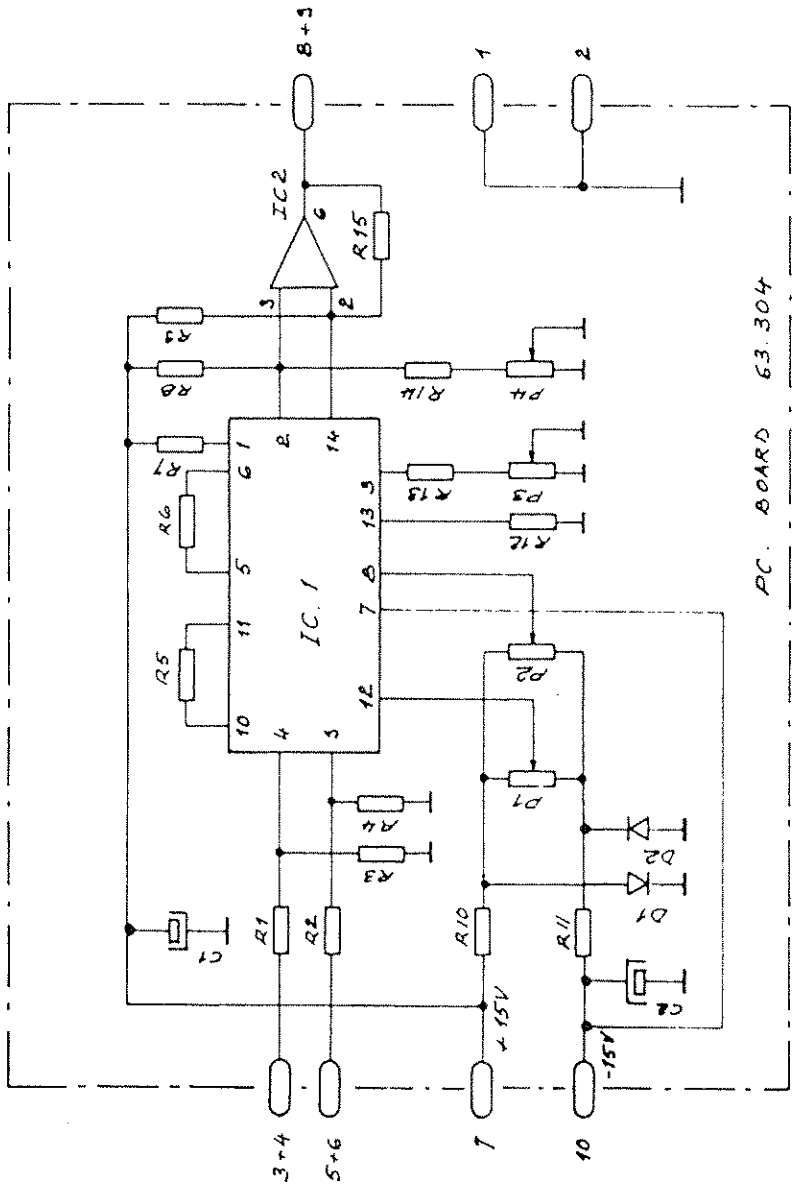 8+9
1
2
IC2
6
3
2
R15
R9
R8
R7
R14
P4
1
2
14
6
R6
5
3
R13
P3
13
R12
8
7
IC.1
11
R5
10
12
P2
4
9
P1
R4
R3
D2
D1
R1
R2
R10
R11
C1
C2
+15V
-15V
3+4
5+6
7
10
PC. BOARD 63.304